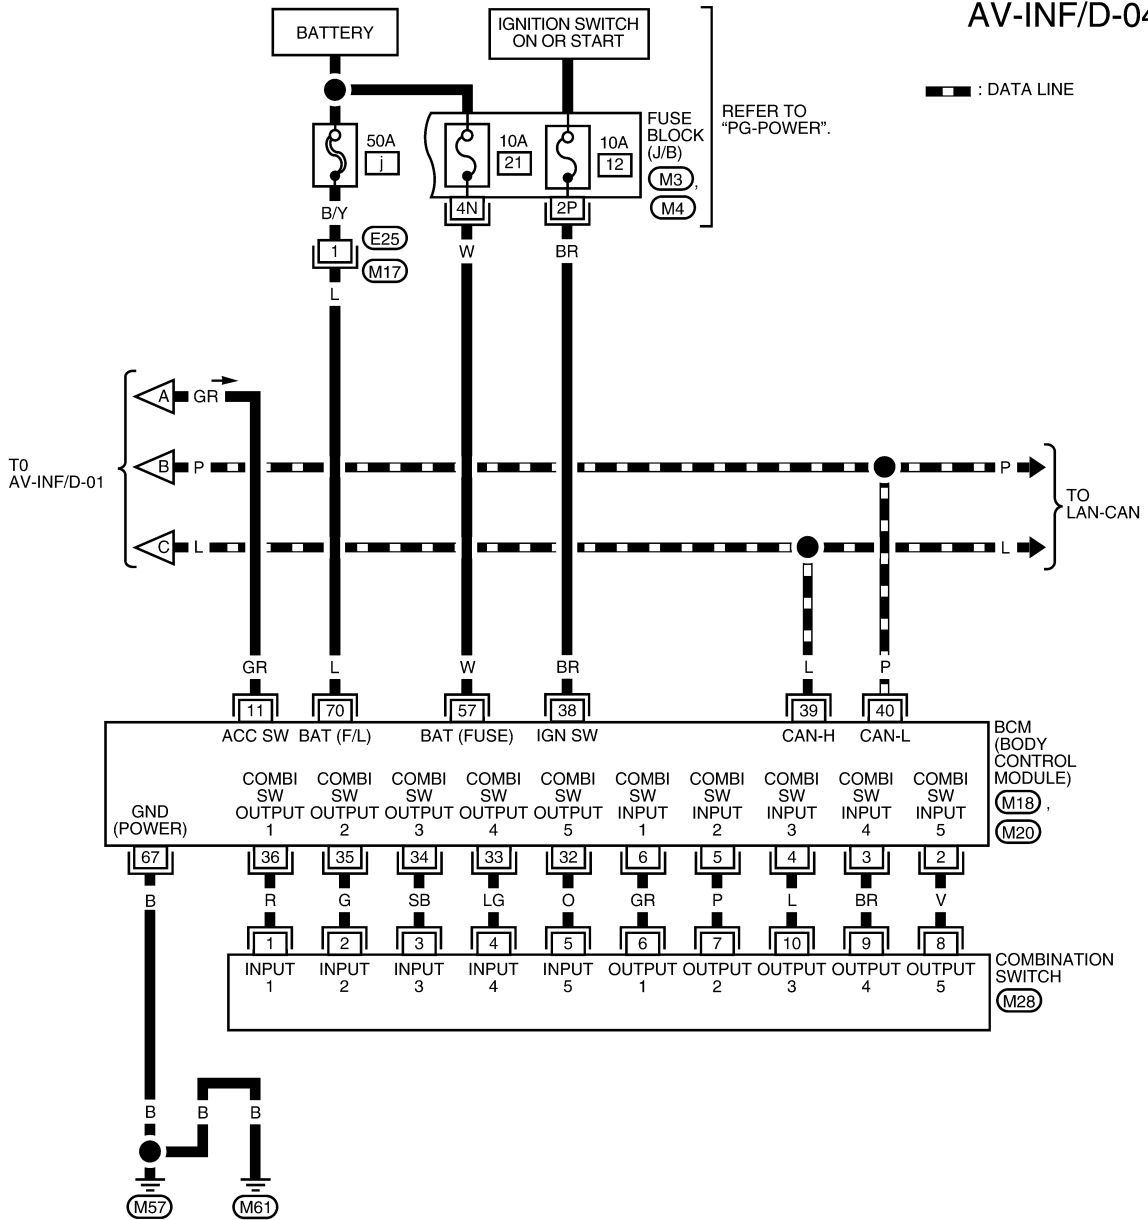 AV-INF/D-04
BATTERY
IGNITION SWITCH
ON OR START
: DATA LINE
REFER TO
“PG-POWER”.
FUSE
BLOCK
(J/B)
M3 ,
M4
50A
j
10A
21
10A
12
4N
2P
B/Y
1
E25
M17
L
W
BR
A
GR
B
P
P
T0
AV-INF/D-01
TO
LAN-CAN
C
L
L
GR
L
W
BR
L
P
11
70
57
38
39
40
ACC SW
BAT (F/L)
BAT (FUSE)
IGN SW
CAN-H
CAN-L
BCM
(BODY
CONTROL
MODULE)
M18 ,
M20
GND
(POWER)
COMBI
SW
OUTPUT
1
COMBI
SW
OUTPUT
2
COMBI
SW
OUTPUT
3
COMBI
SW
OUTPUT
4
COMBI
SW
OUTPUT
5
COMBI
SW
INPUT
1
COMBI
SW
INPUT
2
COMBI
SW
INPUT
3
COMBI
SW
INPUT
4
COMBI
SW
INPUT
5
67
36
35
34
33
32
6
5
4
3
2
B
R
G
SB
LG
O
GR
P
L
BR
V
1
2
3
4
5
6
7
10
9
8
INPUT
1
INPUT
2
INPUT
3
INPUT
4
INPUT
5
OUTPUT
1
OUTPUT
2
OUTPUT
3
OUTPUT
4
OUTPUT
5
COMBINATION
SWITCH
M28
B
B
B
M57
M61